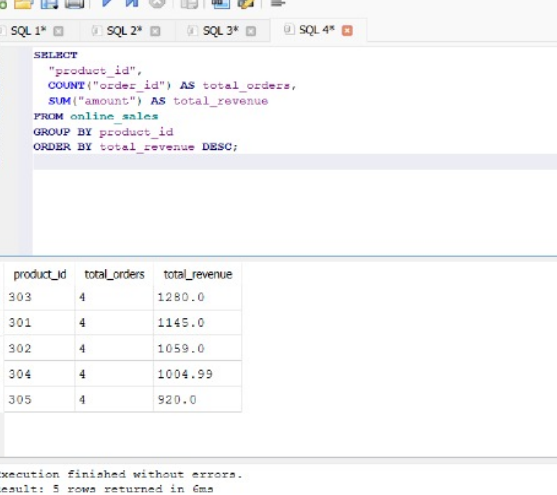 SQL 1* SQL 2* SQL 3* SQL 4*
SELECT
"product_id",
COUNT("order_id") AS total_orders,
SUM("amount") AS total_revenue
FROM online_sales
GROUP BY product_id
ORDER BY total_revenue DESC;
product_id total_orders total_revenue
303 4 1280.0
301 4 1145.0
302 4 1059.0
304 4 1004.99
305 4 920.0
Execution finished without errors.
Result: 5 rows returned in 6ms